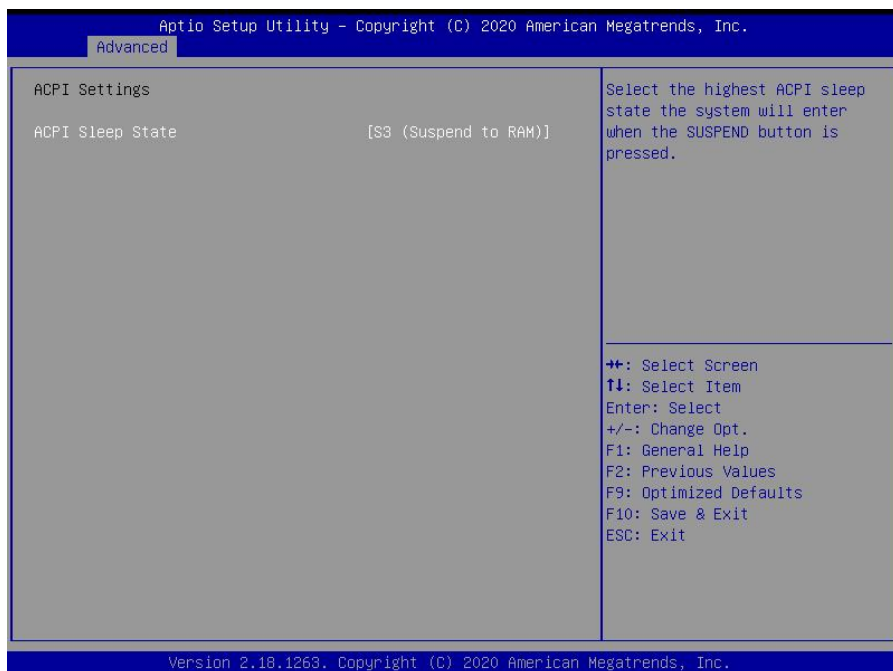 Aptio Setup Utility – Copyright (C) 2020 American Megatrends, Inc.
Advanced
ACPI Settings
ACPI Sleep State [S3 (Suspend to RAM)]
Select the highest ACPI sleep
state the system will enter
when the SUSPEND button is
pressed.
→←: Select Screen
↑↓: Select Item
Enter: Select
+/-: Change Opt.
F1: General Help
F2: Previous Values
F9: Optimized Defaults
F10: Save & Exit
ESC: Exit
Version 2.18.1263. Copyright (C) 2020 American Megatrends, Inc.